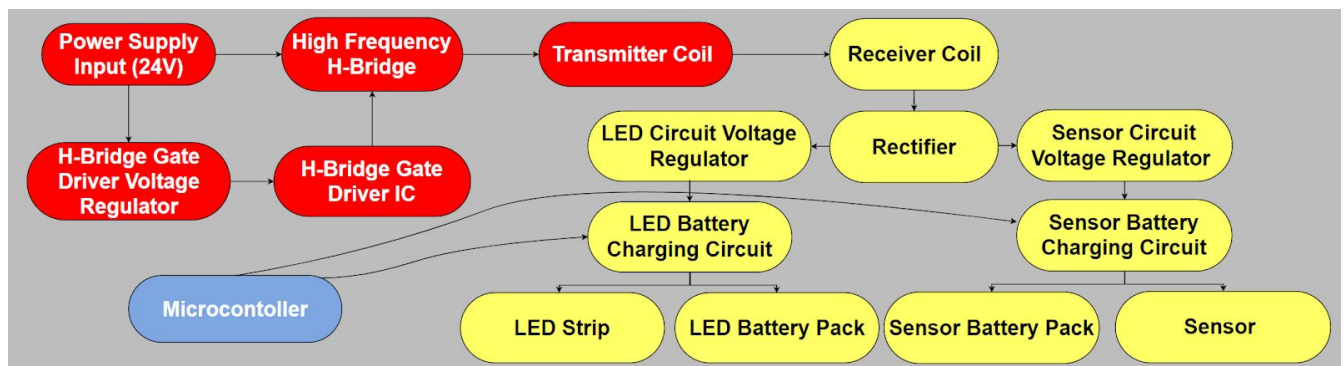 Power Supply
Input (24V)
High Frequency
H-Bridge
Transmitter Coil
Receiver Coil
H-Bridge Gate
Driver Voltage
Regulator
H-Bridge Gate
Driver IC
LED Circuit Voltage
Regulator
Rectifier
Sensor Circuit
Voltage Regulator
LED Battery
Charging Circuit
Sensor Battery
Charging Circuit
Microcontoller
LED Strip
LED Battery Pack
Sensor Battery Pack
Sensor